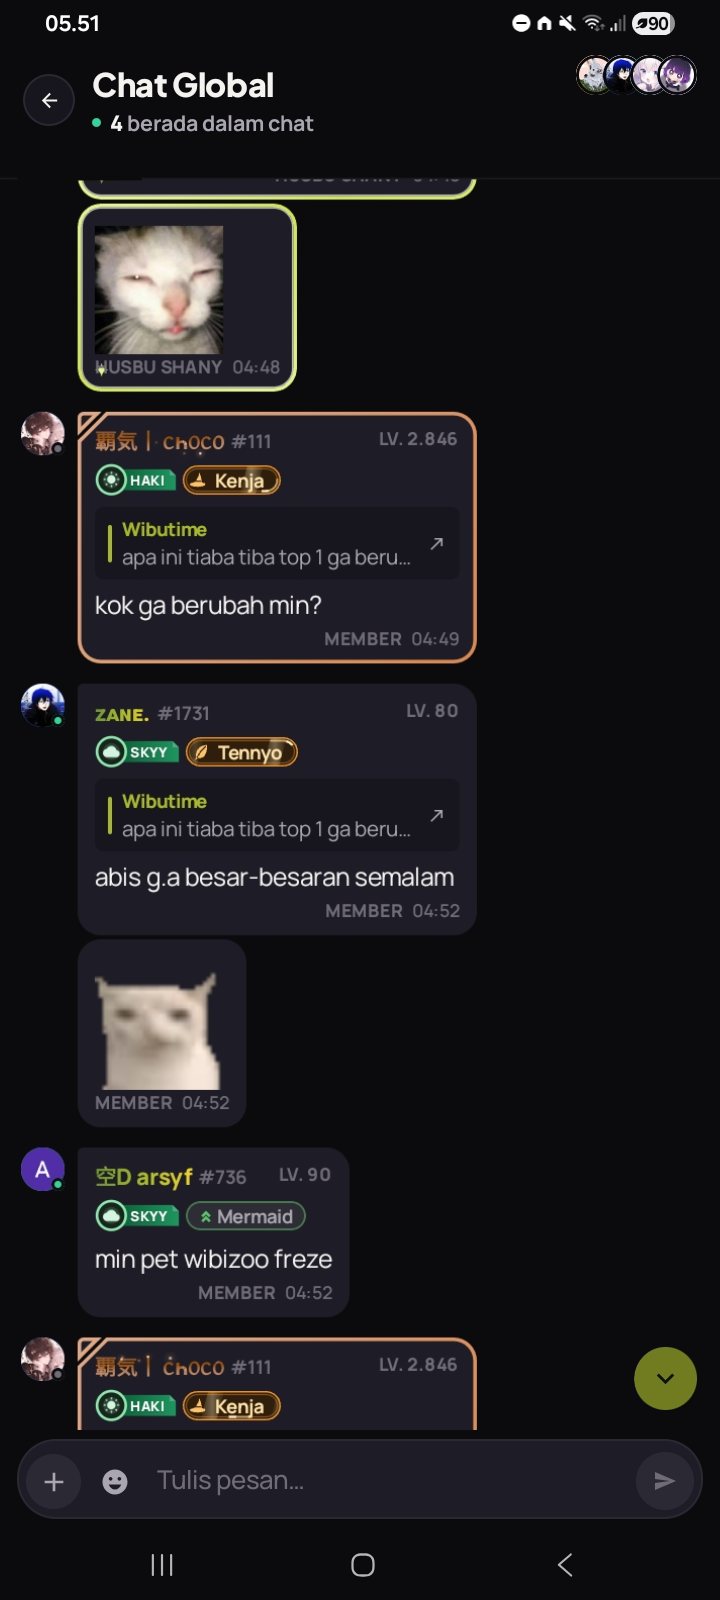 05.51
90
Chat Global
4 berada dalam chat
HUSBU SHANY 04:48
覇気 | CHOCO #111 LV. 2.846
HAKI Kenja
Wibutime
apa ini tiaba tiba top 1 ga beru...
kok ga berubah min?
MEMBER 04:49
ZANE. #1731 LV. 80
SKYY Tennyo
Wibutime
apa ini tiaba tiba top 1 ga beru...
abis g.a besar-besaran semalam
MEMBER 04:52
MEMBER 04:52
A
空D arsyf #736 LV. 90
SKYY Mermaid
min pet wibizoo freze
MEMBER 04:52
覇気 | CHOCO #111 LV. 2.846
HAKI Kenja
Tulis pesan...